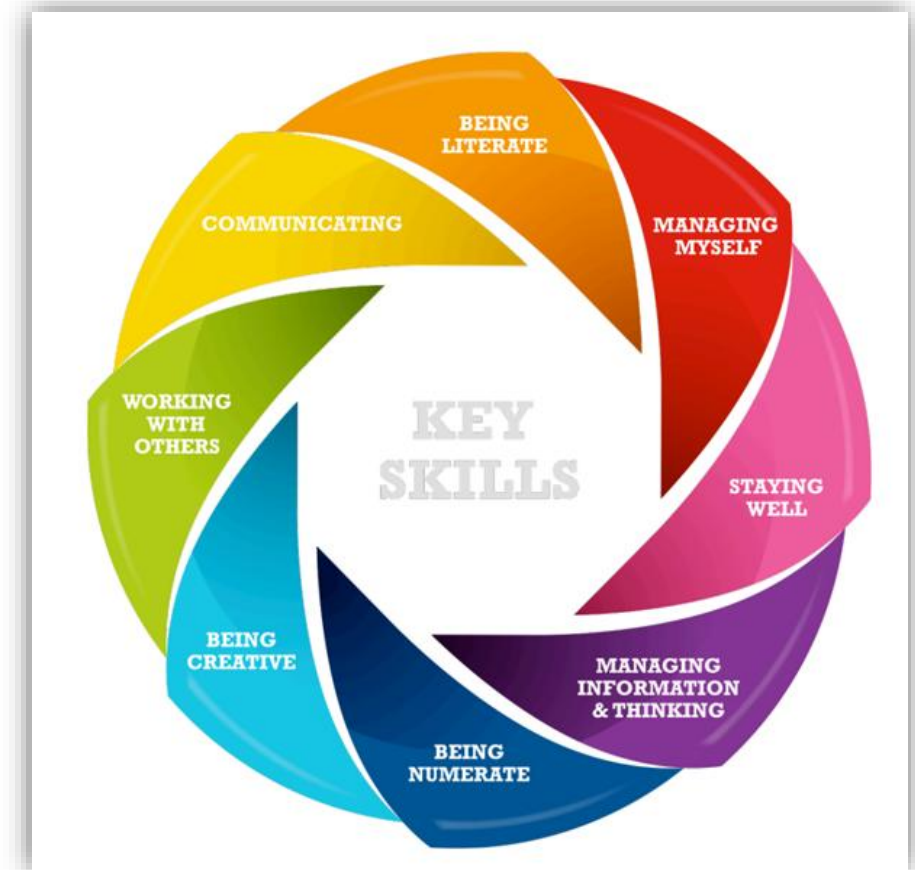 BEING
LITERATE
MANAGING
MYSELF
STAYING
WELL
MANAGING
INFORMATION
& THINKING
BEING
NUMERATE
BEING
CREATIVE
WORKING
WITH
OTHERS
COMMUNICATING
KEY
SKILLS